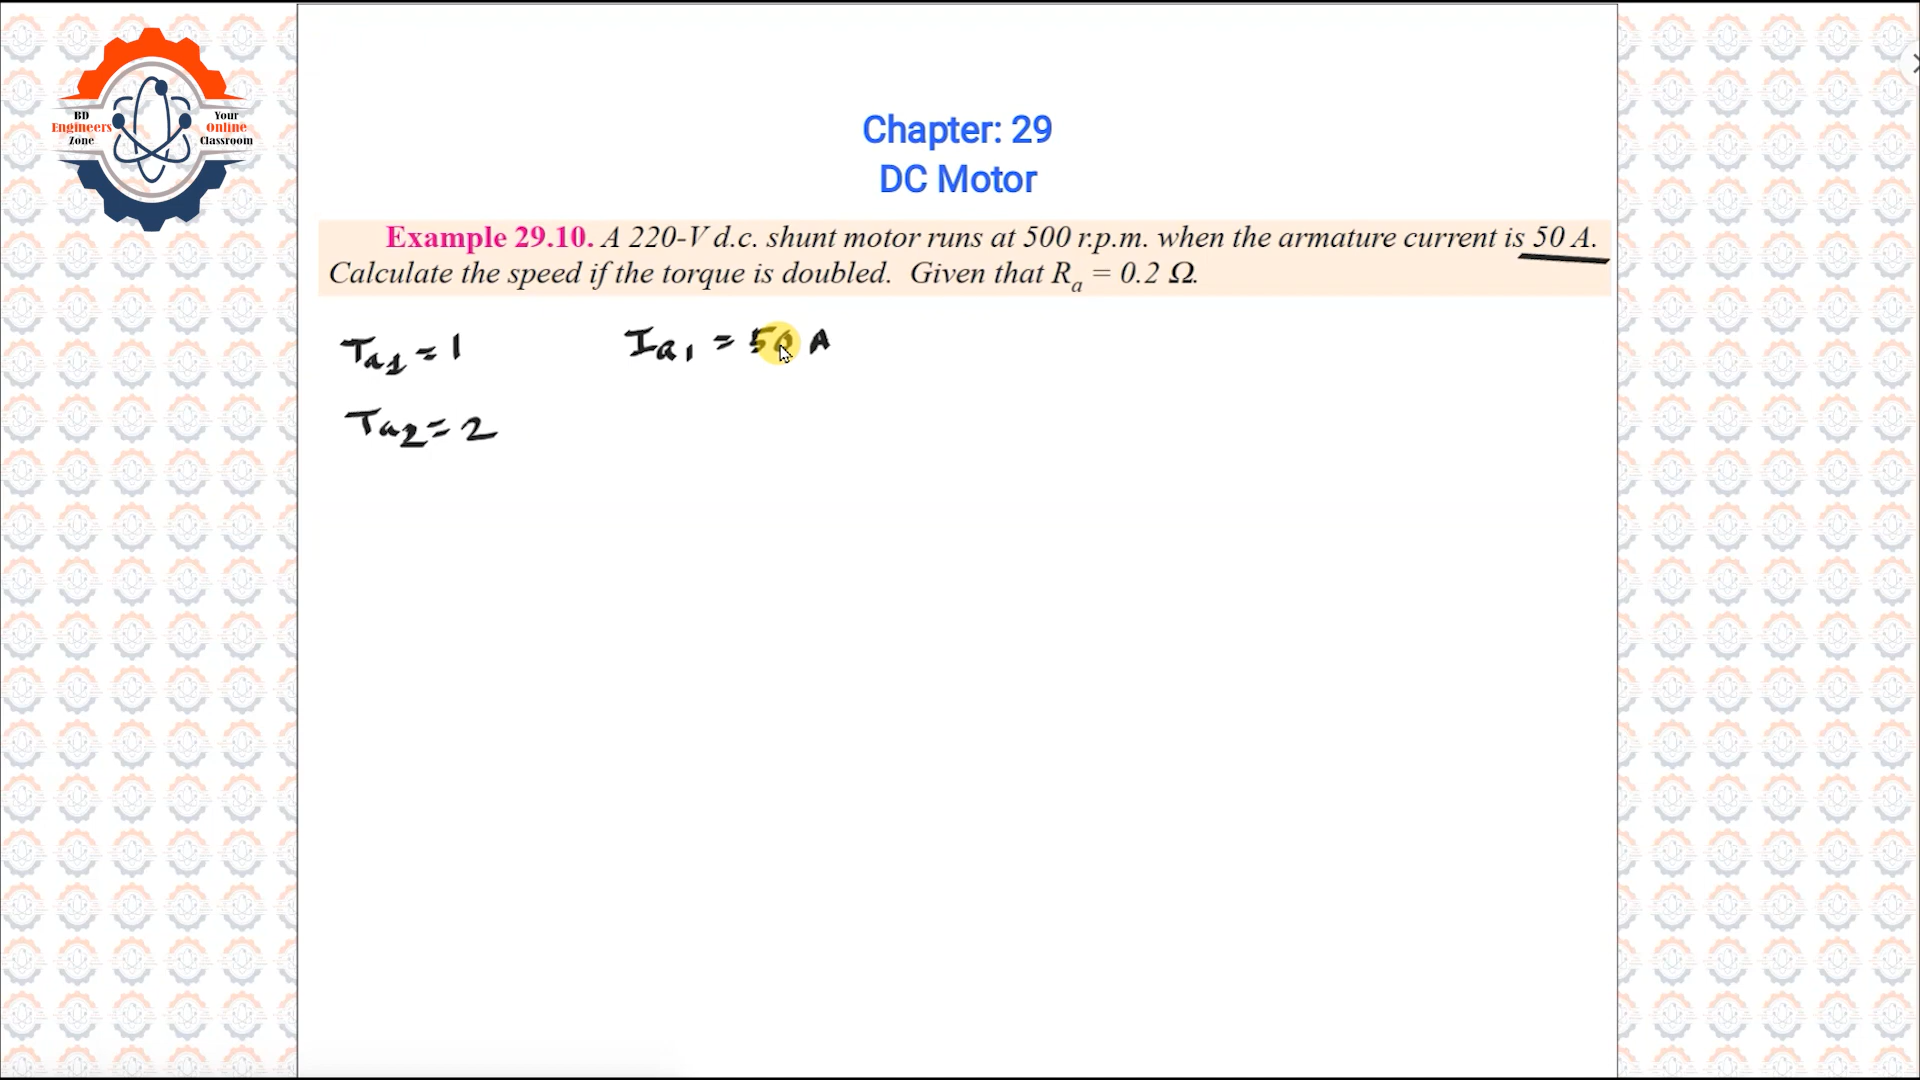 BD
Engineers
Zone
Your
Online
Classroom
Chapter: 29
DC Motor
Example 29.10. A 220-V d.c. shunt motor runs at 500 r.p.m. when the armature current is 50 A.
Calculate the speed if the torque is doubled. Given that Ra = 0.2 Ω.
Ta1 = 1
Ia1 = 50 A
Ta2 = 2